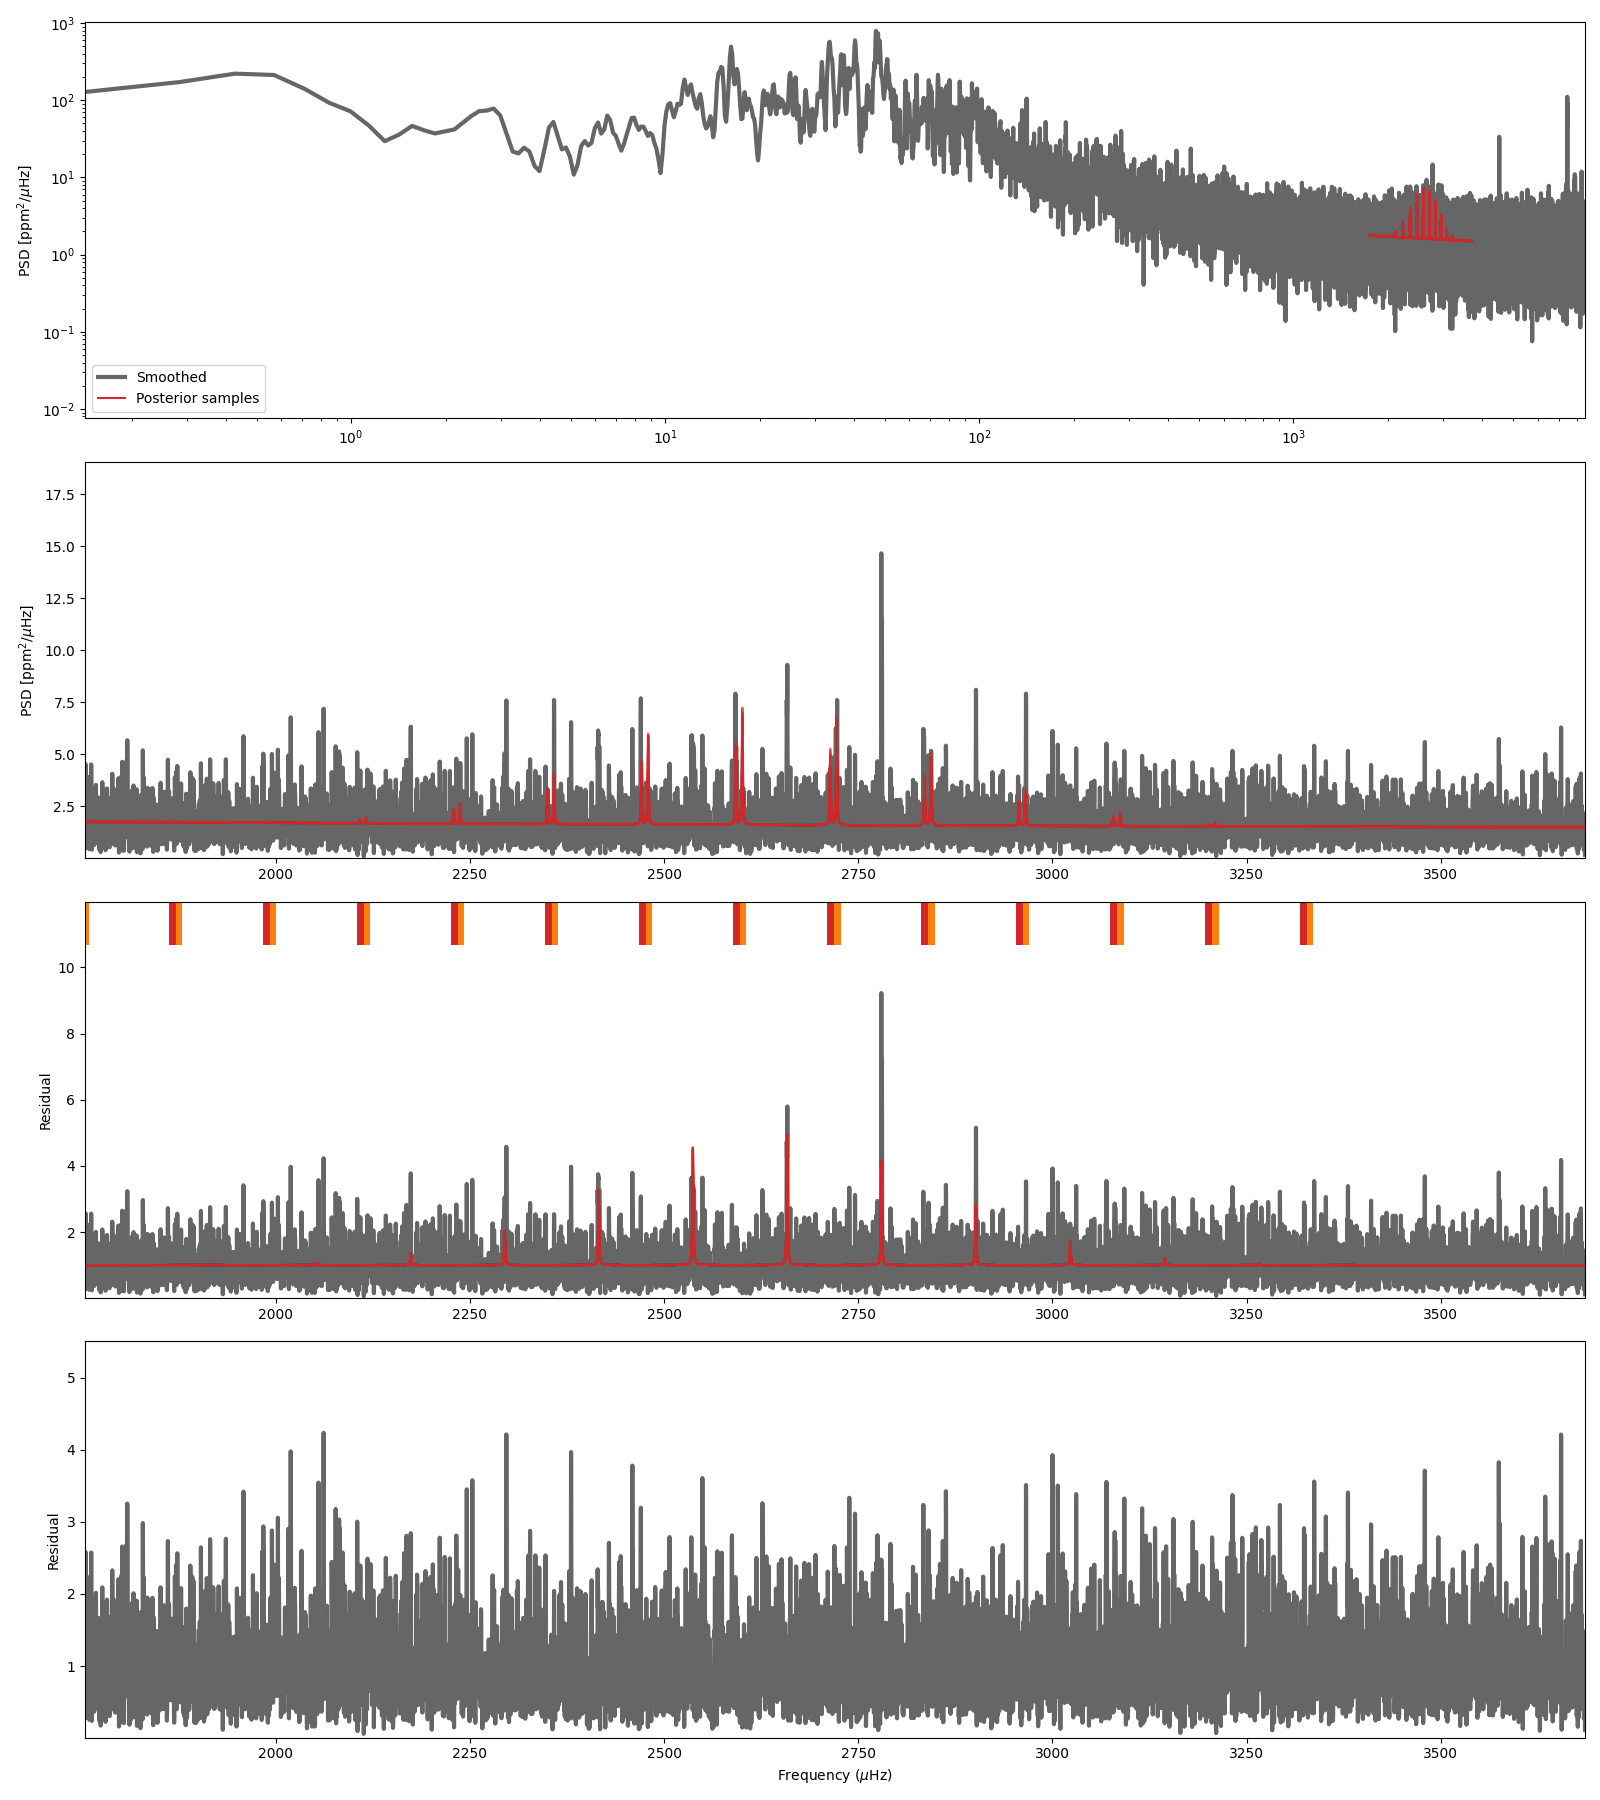 10³
10²
10¹
10⁰
10⁻¹
10⁻²
PSD [ppm²/μHz]
Smoothed
Posterior samples
10⁰ 10¹ 10² 10³
17.5
15.0
12.5
10.0
7.5
5.0
2.5
PSD [ppm²/μHz]
2000 2250 2500 2750 3000 3250 3500
10
8
6
4
2
Residual
2000 2250 2500 2750 3000 3250 3500
5
4
3
2
1
Residual
2000 2250 2500 2750 3000 3250 3500
Frequency (μHz)